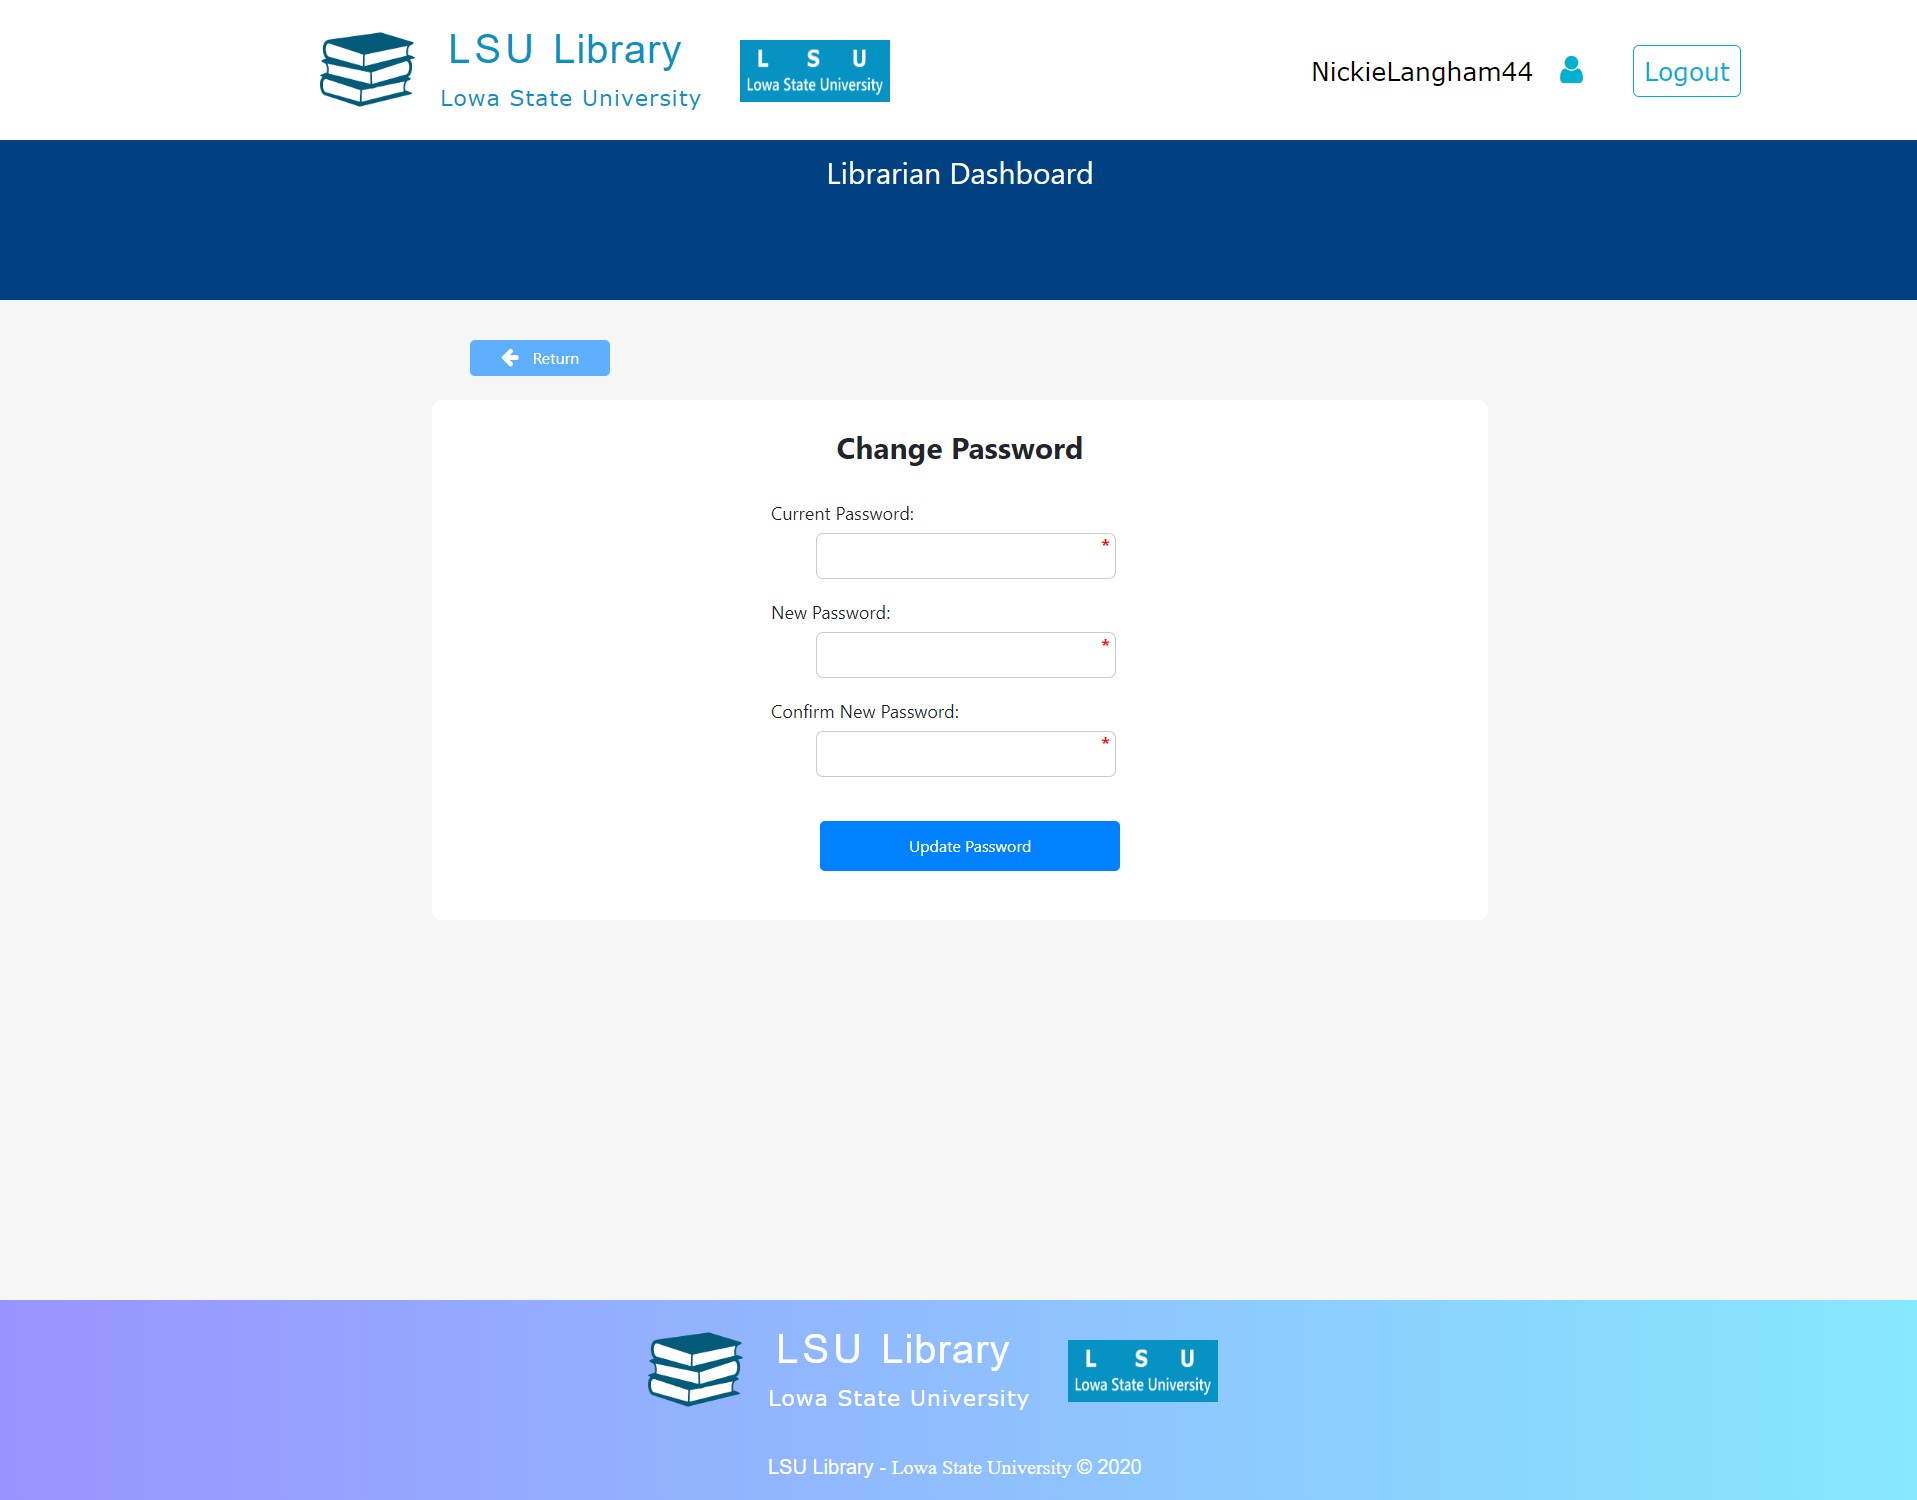 LSU Library
Lowa State University
L S U
Lowa State University
NickieLangham44
Logout
Librarian Dashboard
Return
Change Password
Current Password:
*
New Password:
*
Confirm New Password:
*
Update Password
LSU Library
Lowa State University
L S U
Lowa State University
LSU Library - Lowa State University © 2020